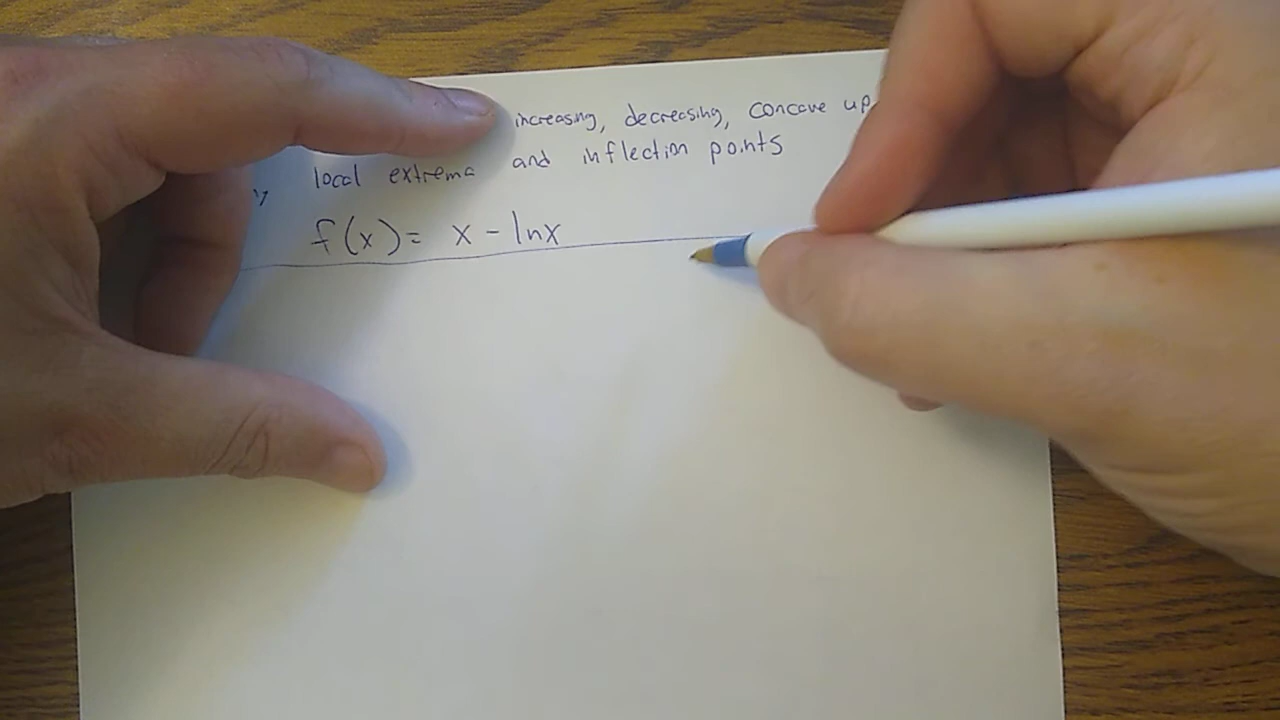 increasing, decreasing, concave up
local extrema and inflection points
f(x) = x - lnx